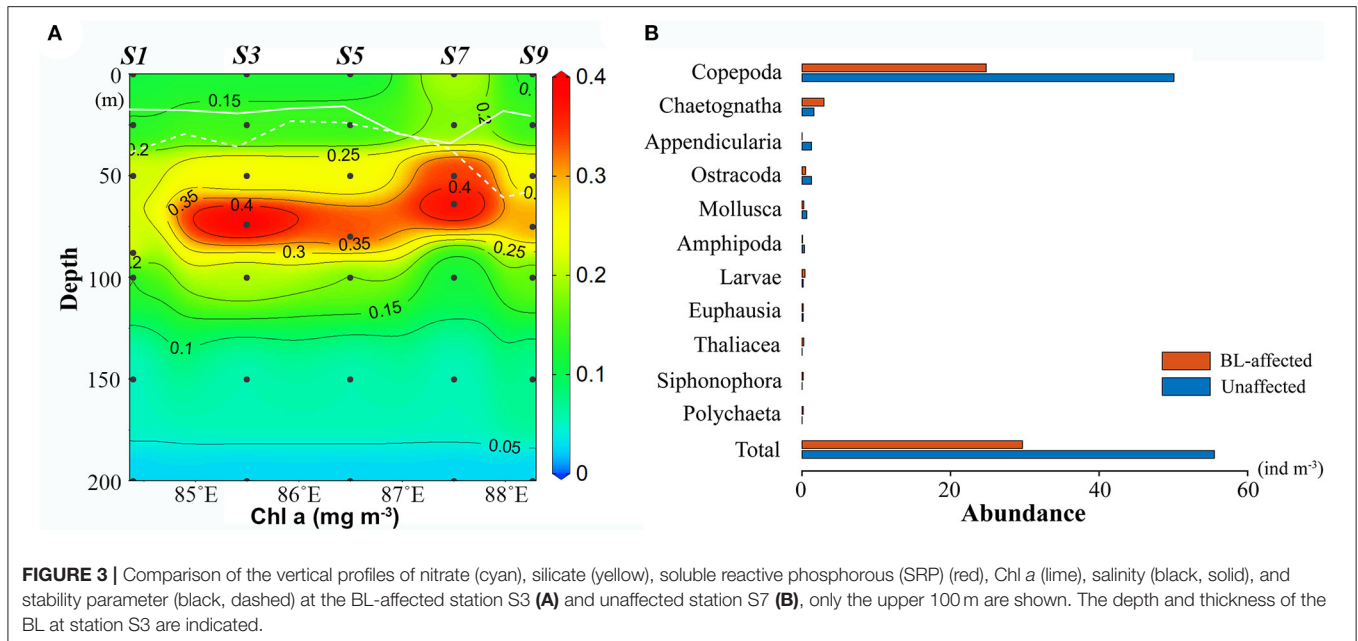 A
B
S1 S3 S5 S7 S9
0
(m)
50
100
150
200
Depth
0.15
0.2
0.2
0.25
0.35
0.4
0.4
0.35
0.3
0.25
0.2
0.15
0.1
0.05
85°E 86°E 87°E 88°E
Chl a (mg m-3)
0.4
0.3
0.2
0.1
0
Copepoda
Chaetognatha
Appendicularia
Ostracoda
Mollusca
Amphipoda
Larvae
Euphausia
Thaliacea
Siphonophora
Polychaeta
Total
BL-affected
Unaffected
0 20 40 60
(ind m-3)
Abundance
FIGURE 3 | Comparison of the vertical profiles of nitrate (cyan), silicate (yellow), soluble reactive phosphorous (SRP) (red), Chl a (lime), salinity (black, solid), and
stability parameter (black, dashed) at the BL-affected station S3 (A) and unaffected station S7 (B), only the upper 100 m are shown. The depth and thickness of the
BL at station S3 are indicated.